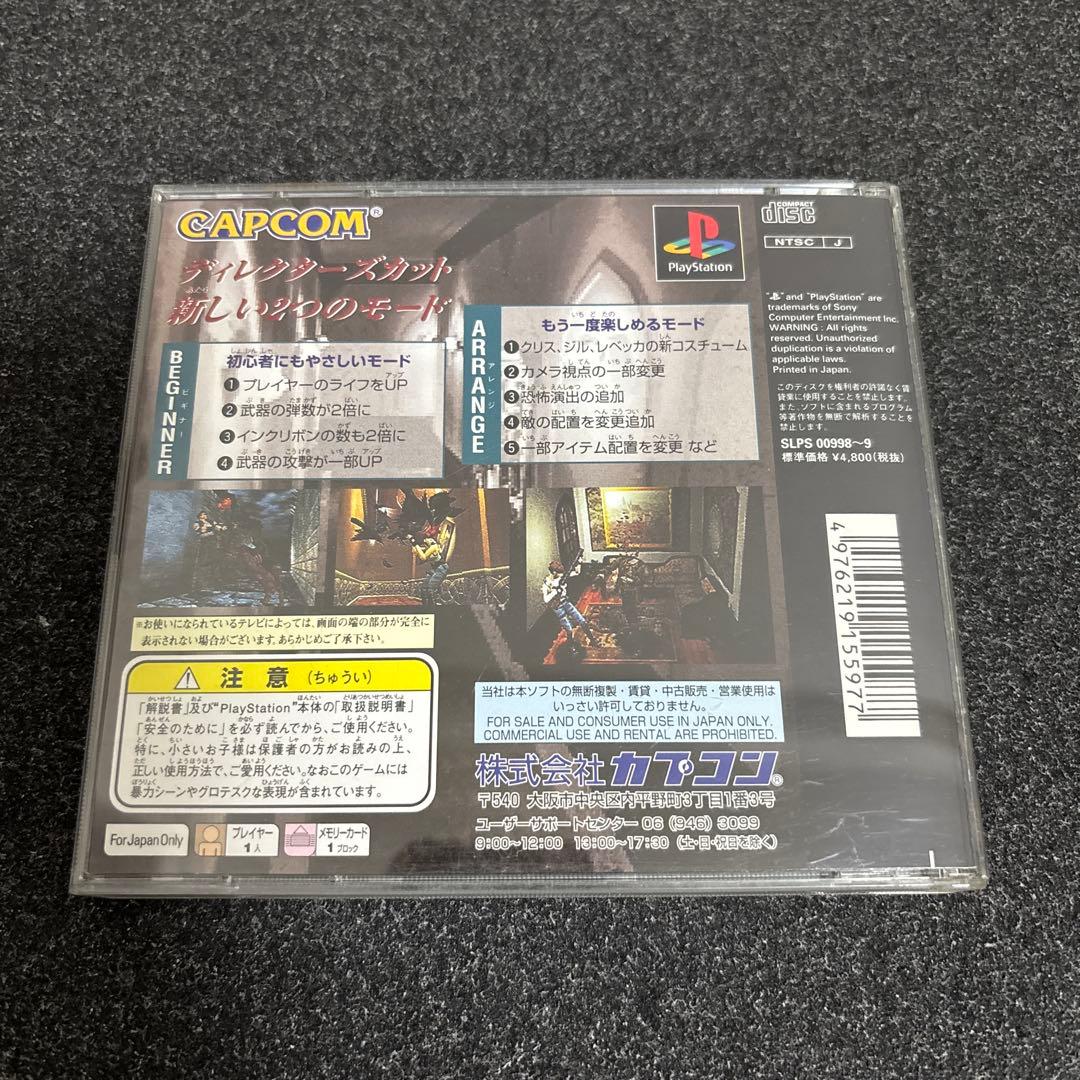 CAPCOM®
ディレクターズカット
新しい2つのモード
BEGINNER
ビギナー
初心者にもやさしいモード
❶プレイヤーのライフをUP
❷武器の弾数が2倍に
❸インクリボンの数も2倍に
❹武器の攻撃が一部UP
ARRANGE
アレンジ
もう一度楽しめるモード
❶クリス、ジル、レベッカの新コスチューム
❷カメラ視点の一部変更
❸恐怖演出の追加
❹敵の配置を変更追加
❺一部アイテム配置を変更 など
PlayStation
COMPACT
disc
NTSC J
"PS" and "PlayStation" are
trademarks of Sony
Computer Entertainment Inc.
WARNING : All rights
reserved. Unauthorized
duplication is a violation of
applicable laws.
Printed in Japan.
このディスクを権利者の許諾なく賃
貸業に使用することを禁止します。
また、ソフトに含まれるプログラム
等著作物を無断で解析することを
禁止します。
SLPS 00998〜9
標準価格 ¥4,800(税抜)
4 976219 155977
※お使いになられているテレビによっては、画面の端の部分が完全に
表示されない場合がございます。あらかじめご了承下さい。
注意 (ちゅうい)
「解説書」及び"PlayStation"本体の「取扱説明書」
「安全のために」を必ず読んでから、ご使用ください。
特に、小さいお子様は保護者の方がお読みの上、
正しい使用方法で、ご愛用ください。なおこのゲームには
暴力シーンやグロテスクな表現が含まれています。
For Japan Only
プレイヤー
1人
メモリーカード
1ブロック
当社は本ソフトの無断複製・賃貸・中古販売・営業使用は
いっさい許可しておりません。
FOR SALE AND CONSUMER USE IN JAPAN ONLY.
COMMERCIAL USE AND RENTAL ARE PROHIBITED.
株式会社カプコン®
〒540 大阪市中央区内平野町3丁目1番3号
ユーザーサポートセンター 06 (946) 3099
9:00〜12:00 13:00〜17:30 (土・日・祝日を除く)